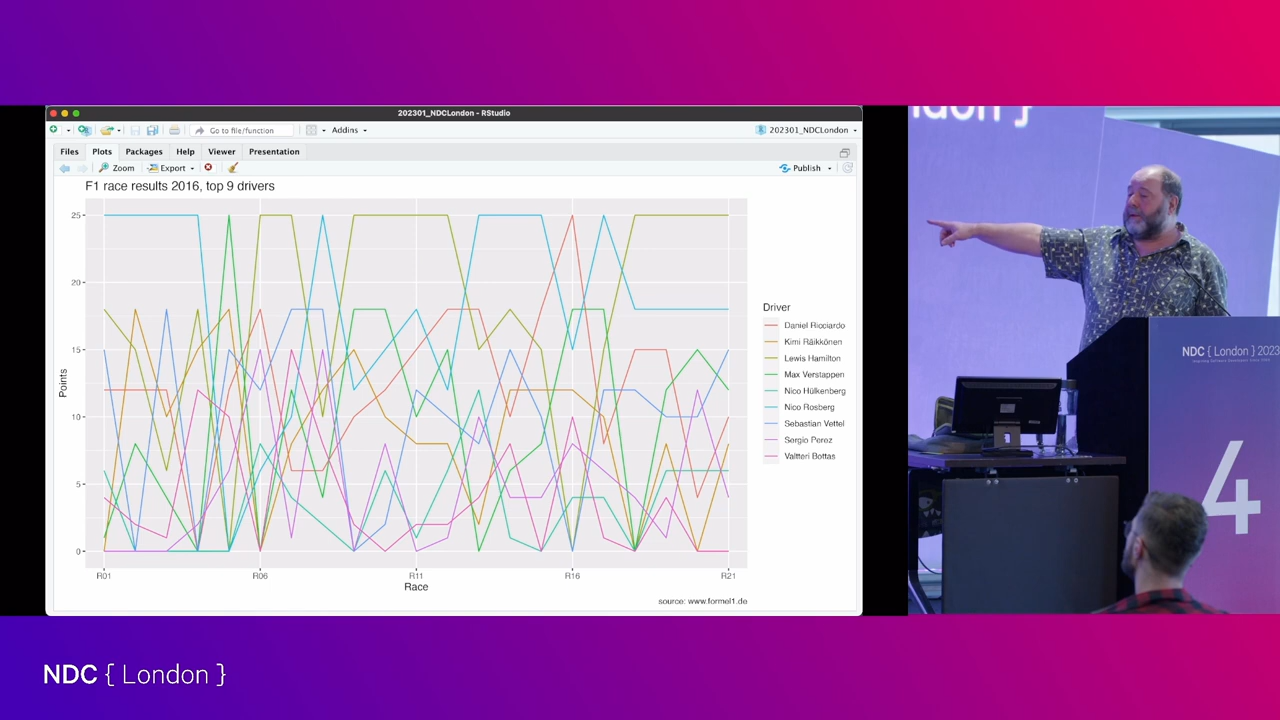 202301_NDCLondon - RStudio
Go to file/function
Addins
202301_NDCLondon
Files Plots Packages Help Viewer Presentation
Zoom Export Publish
F1 race results 2016, top 9 drivers
Points
25
20
15
10
5
0
R01 R06 R11 R16 R21
Race
source: www.formel1.de
Driver
Daniel Ricciardo
Kimi Räikkönen
Lewis Hamilton
Max Verstappen
Nico Hülkenberg
Nico Rosberg
Sebastian Vettel
Sergio Perez
Valtteri Bottas
ondon }
NDC { London } 2023
4
NDC { London }